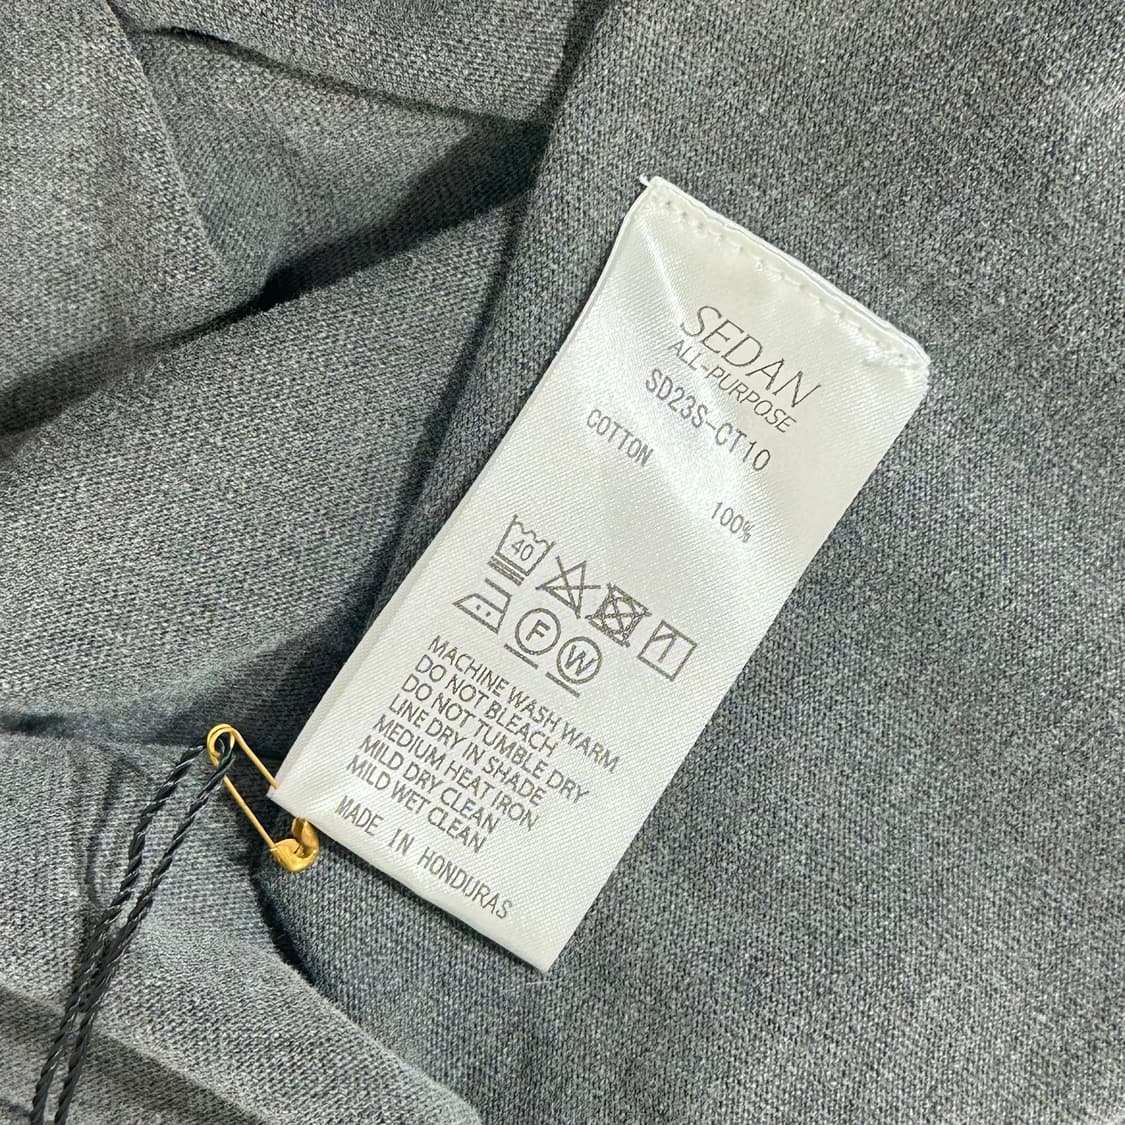 SEDAN
ALL-PURPOSE
SD23S-CT10
COTTON
100%
40
F W
MACHINE WASH WARM
DO NOT BLEACH
DO NOT TUMBLE DRY
LINE DRY IN SHADE
MEDIUM HEAT IRON
MILD DRY CLEAN
MILD WET CLEAN
MADE IN HONDURAS